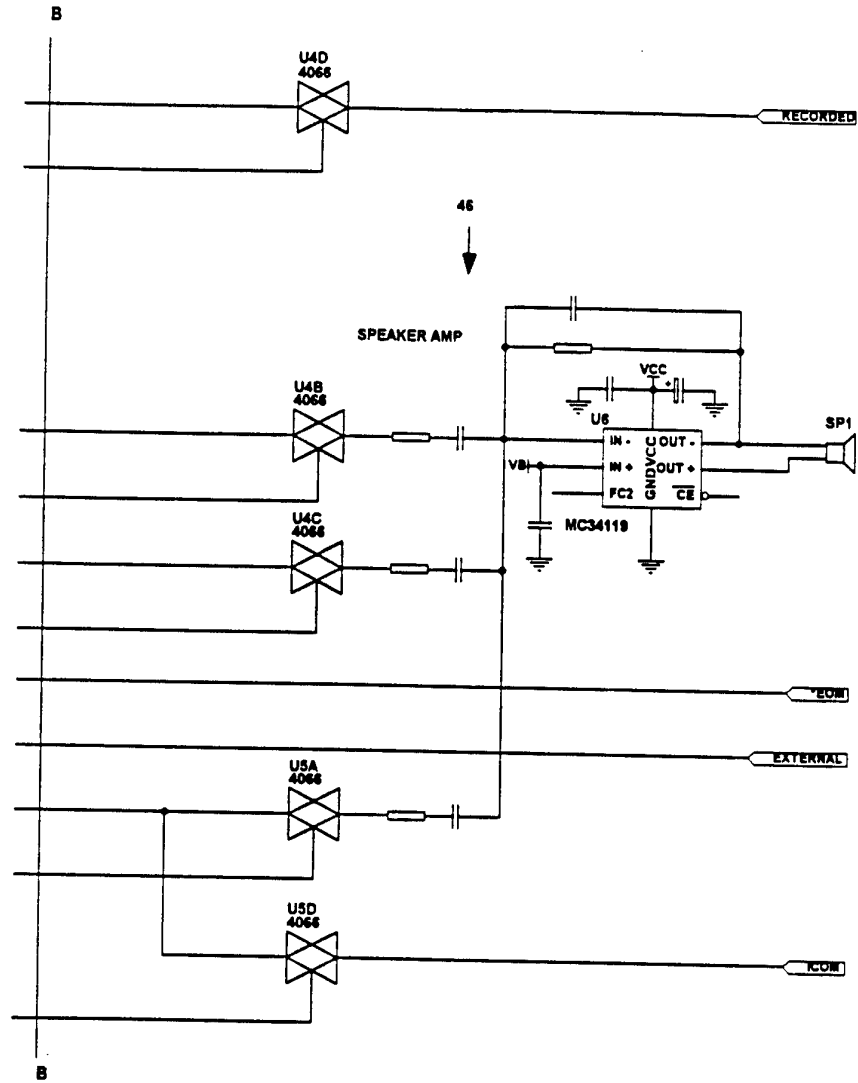 B
U4D
4066
RECORDED
46
SPEAKER AMP
VCC
+
U4B
4066
U6
SP1
IN -
VCC
OUT -
VB
IN +
OUT +
FC2
GND
CE
MC34119
U4C
4066
*EOM
EXTERNAL
U5A
4066
U5D
4066
ICOM
B